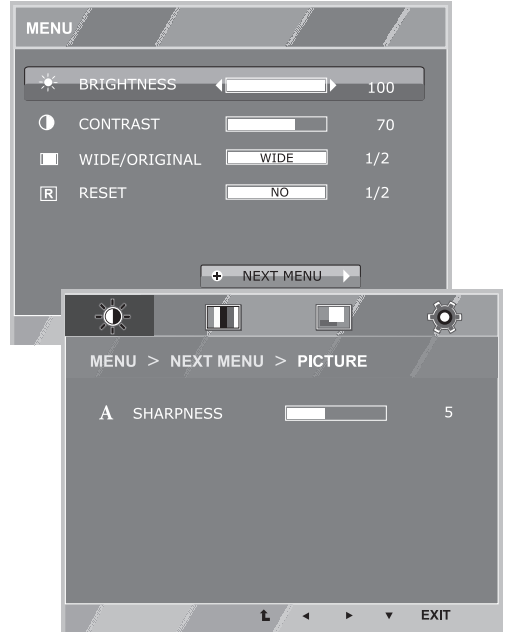 MENU
BRIGHTNESS 100
CONTRAST 70
WIDE/ORIGINAL WIDE 1/2
R RESET NO 1/2
NEXT MENU
MENU > NEXT MENU > PICTURE
A SHARPNESS 5
EXIT